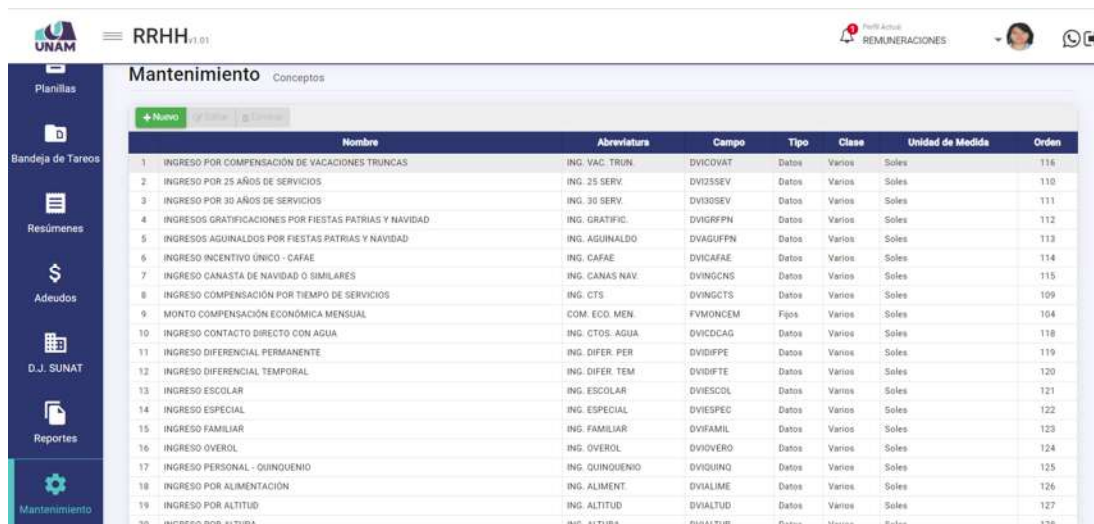 UNAM
RRHH v1.01
1
Perfil Actual
REMUNERACIONES
Planillas
Bandeja de Tareos
Resúmenes
Adeudos
D.J. SUNAT
Reportes
Mantenimiento
Mantenimiento Conceptos
+ Nuevo Editar Eliminar
Nombre Abreviatura Campo Tipo Clase Unidad de Medida Orden
1 INGRESO POR COMPENSACIÓN DE VACACIONES TRUNCAS ING. VAC. TRUN. DVICOVAT Datos Varios Soles 116
2 INGRESO POR 25 AÑOS DE SERVICIOS ING. 25 SERV. DVI25SEV Datos Varios Soles 110
3 INGRESO POR 30 AÑOS DE SERVICIOS ING. 30 SERV. DVI30SEV Datos Varios Soles 111
4 INGRESOS GRATIFICACIONES POR FIESTAS PATRIAS Y NAVIDAD ING. GRATIFIC. DVIGRFPN Datos Varios Soles 112
5 INGRESOS AGUINALDOS POR FIESTAS PATRIAS Y NAVIDAD ING. AGUINALDO DVAGUFPN Datos Varios Soles 113
6 INGRESO INCENTIVO ÚNICO - CAFAE ING. CAFAE DVICAFAE Datos Varios Soles 114
7 INGRESO CANASTA DE NAVIDAD O SIMILARES ING. CANAS NAV. DVINGCNS Datos Varios Soles 115
8 INGRESO COMPENSACIÓN POR TIEMPO DE SERVICIOS ING. CTS DVINGCTS Datos Varios Soles 109
9 MONTO COMPENSACIÓN ECONÓMICA MENSUAL COM. ECO. MEN. FVMONCEM Fijos Varios Soles 104
10 INGRESO CONTACTO DIRECTO CON AGUA ING. CTOS. AGUA DVICDCAG Datos Varios Soles 118
11 INGRESO DIFERENCIAL PERMANENTE ING. DIFER. PER DVIDIFPE Datos Varios Soles 119
12 INGRESO DIFERENCIAL TEMPORAL ING. DIFER. TEM DVIDIFTE Datos Varios Soles 120
13 INGRESO ESCOLAR ING. ESCOLAR DVIESCOL Datos Varios Soles 121
14 INGRESO ESPECIAL ING. ESPECIAL DVIESPEC Datos Varios Soles 122
15 INGRESO FAMILIAR ING. FAMILIAR DVIFAMIL Datos Varios Soles 123
16 INGRESO OVEROL ING. OVEROL DVIOVERO Datos Varios Soles 124
17 INGRESO PERSONAL - QUINQUENIO ING. QUINQUENIO DVIQUINQ Datos Varios Soles 125
18 INGRESO POR ALIMENTACIÓN ING. ALIMENT. DVIALIME Datos Varios Soles 126
19 INGRESO POR ALTITUD ING. ALTITUD DVIALTUD Datos Varios Soles 127